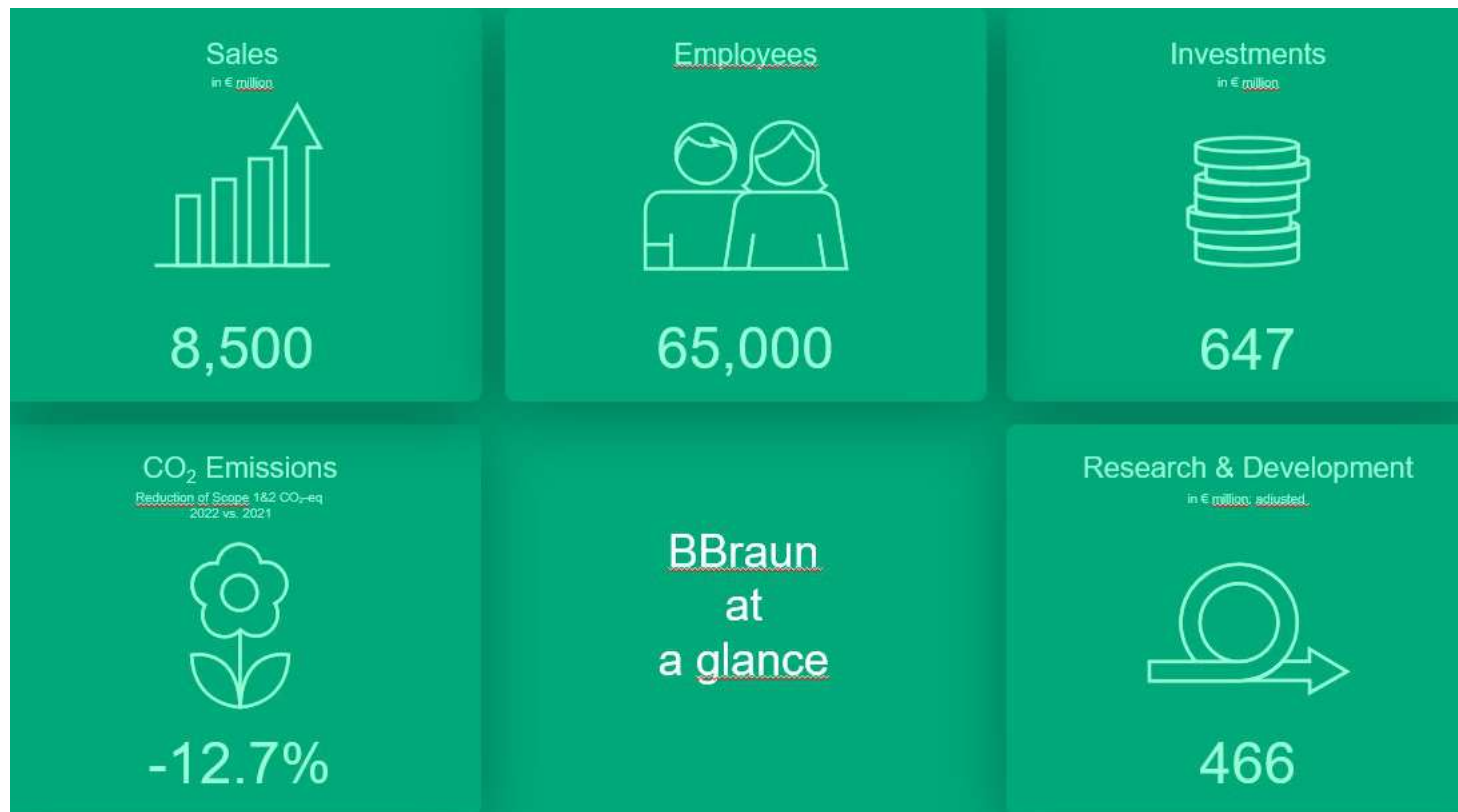 Sales
in € million
8,500
Employees
65,000
Investments
in € million
647
CO₂ Emissions
Reduction of Scope 1&2 CO₂-eq
2022 vs. 2021
-12.7%
BBraun
at
a glance
Research & Development
in € million; adjusted
466